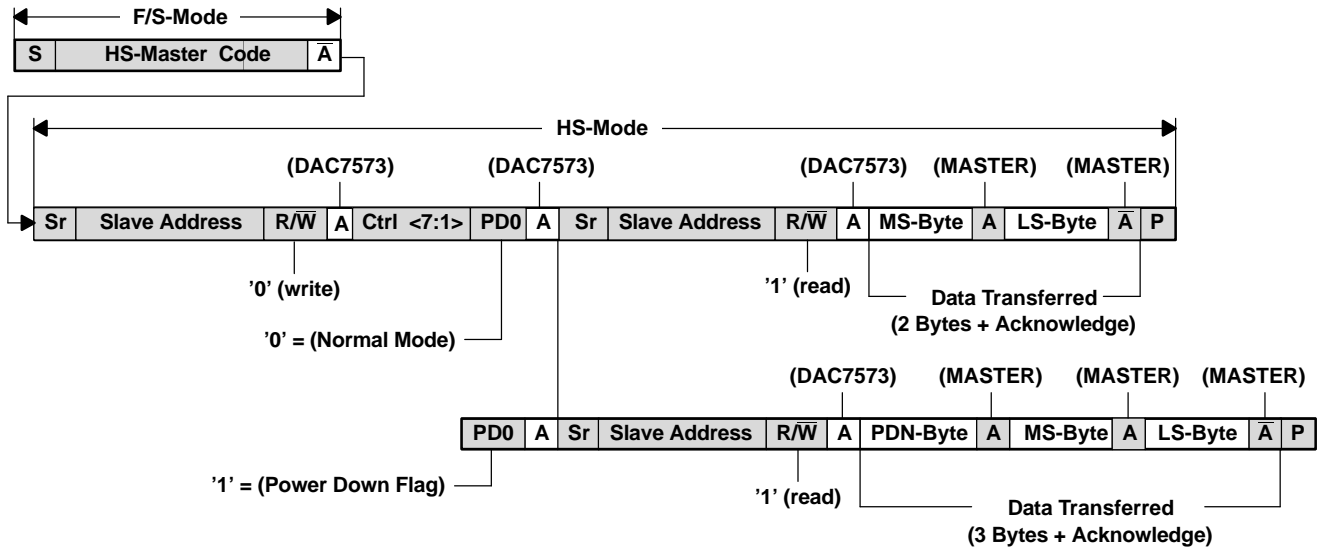 F/S-Mode
S HS-Master Code A̅
HS-Mode
(DAC7573) (DAC7573) (DAC7573) (MASTER) (MASTER)
Sr Slave Address R/W̅ A Ctrl <7:1> PD0 A Sr Slave Address R/W̅ A MS-Byte A LS-Byte A̅ P
'0' (write) '1' (read) Data Transferred
(2 Bytes + Acknowledge)
'0' = (Normal Mode)
(DAC7573) (MASTER) (MASTER) (MASTER)
PD0 A Sr Slave Address R/W̅ A PDN-Byte A MS-Byte A LS-Byte A̅ P
'1' = (Power Down Flag) '1' (read) Data Transferred
(3 Bytes + Acknowledge)